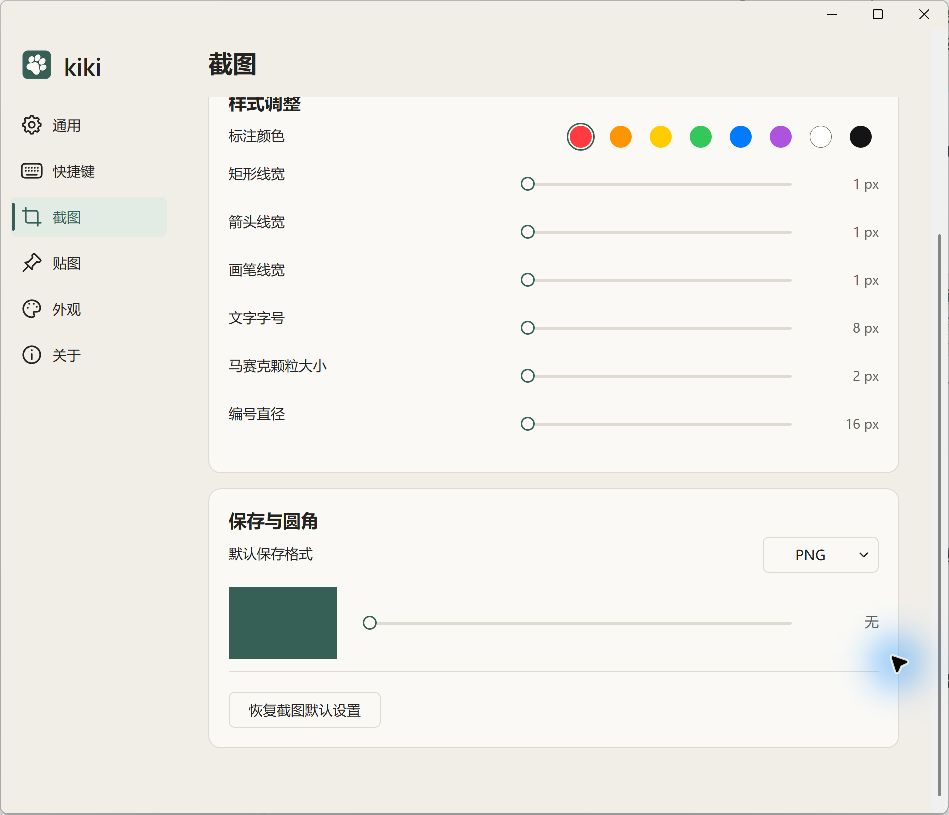 kiki
截图
通用
快捷键
截图
贴图
外观
关于
样式调整
标注颜色
矩形线宽 1 px
箭头线宽 1 px
画笔线宽 1 px
文字字号 8 px
马赛克颗粒大小 2 px
编号直径 16 px
保存与圆角
默认保存格式 PNG
无
恢复截图默认设置